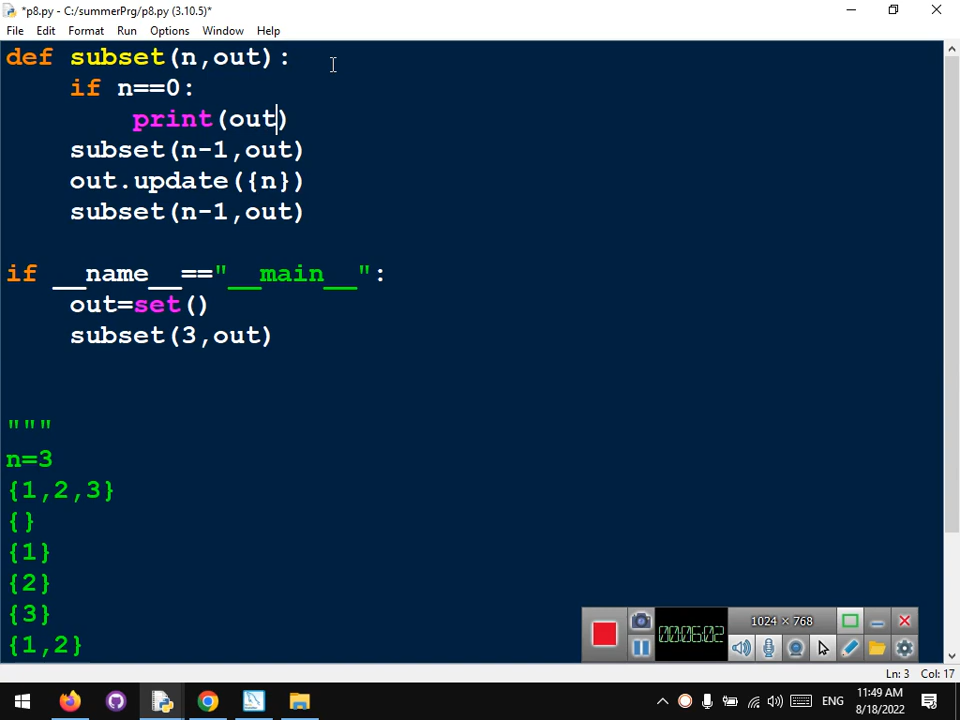 *p8.py - C:/summerPrg/p8.py (3.10.5)*
File Edit Format Run Options Window Help
def subset(n,out):
    if n==0:
        print(out)
    subset(n-1,out)
    out.update({n})
    subset(n-1,out)

if __name__=="__main__":
    out=set()
    subset(3,out)

"""
n=3
{1,2,3}
{}
{1}
{2}
{3}
{1,2}
00:06:02
1024 × 768
Ln: 3 Col: 17
ENG
11:49 AM
8/18/2022